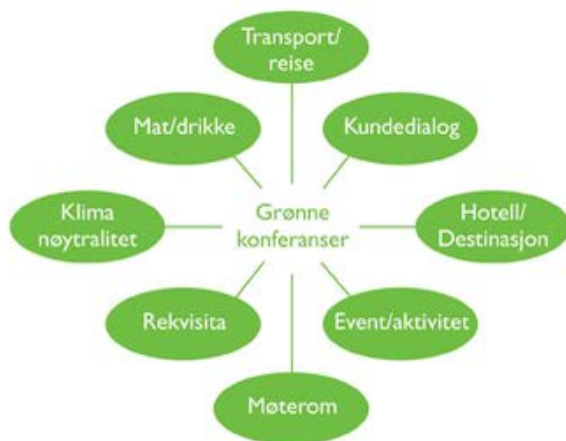 Transport/
reise
Mat/drikke
Kundedialog
Klima
nøytralitet
Grønne
konferanser
Hotell/
Destinasjon
Rekvisita
Event/aktivitet
Møterom